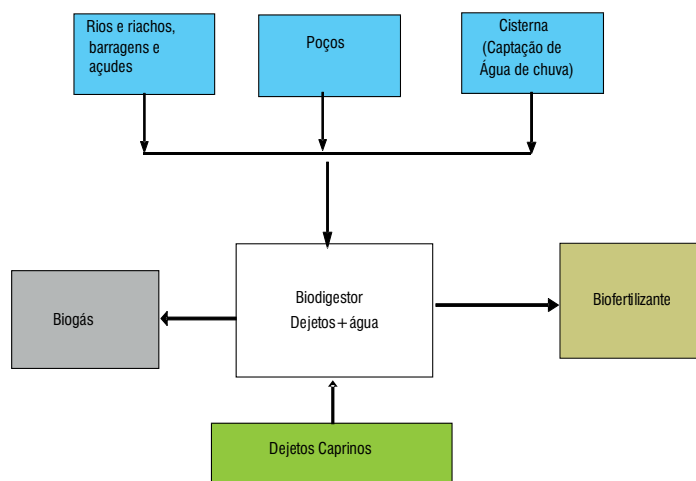 Rios e riachos,
barragens e
açudes
Poços
Cisterna
(Captação de
Água de chuva)
Biogás
Biodigestor
Dejetos+água
Biofertilizante
Dejetos Caprinos